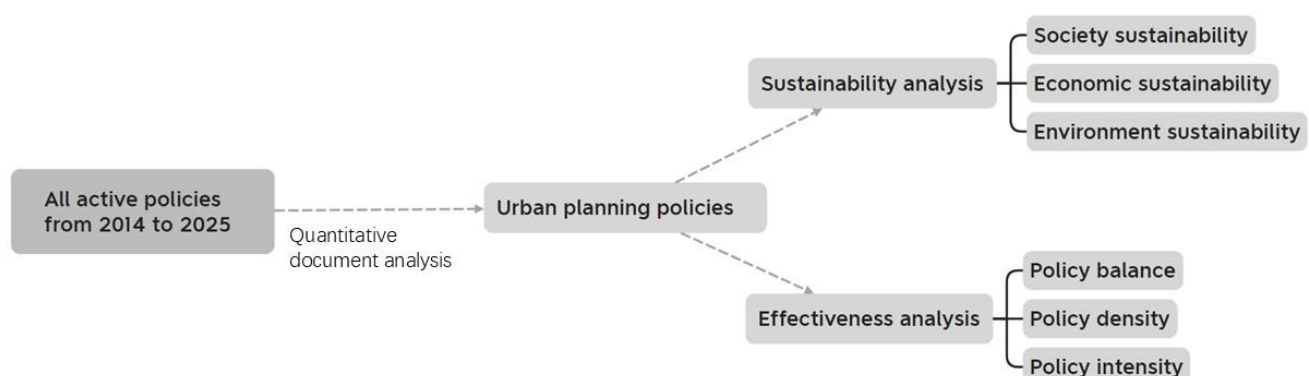 All active policies
from 2014 to 2025
Quantitative
document analysis
Urban planning policies
Sustainability analysis
Society sustainability
Economic sustainability
Environment sustainability
Effectiveness analysis
Policy balance
Policy density
Policy intensity